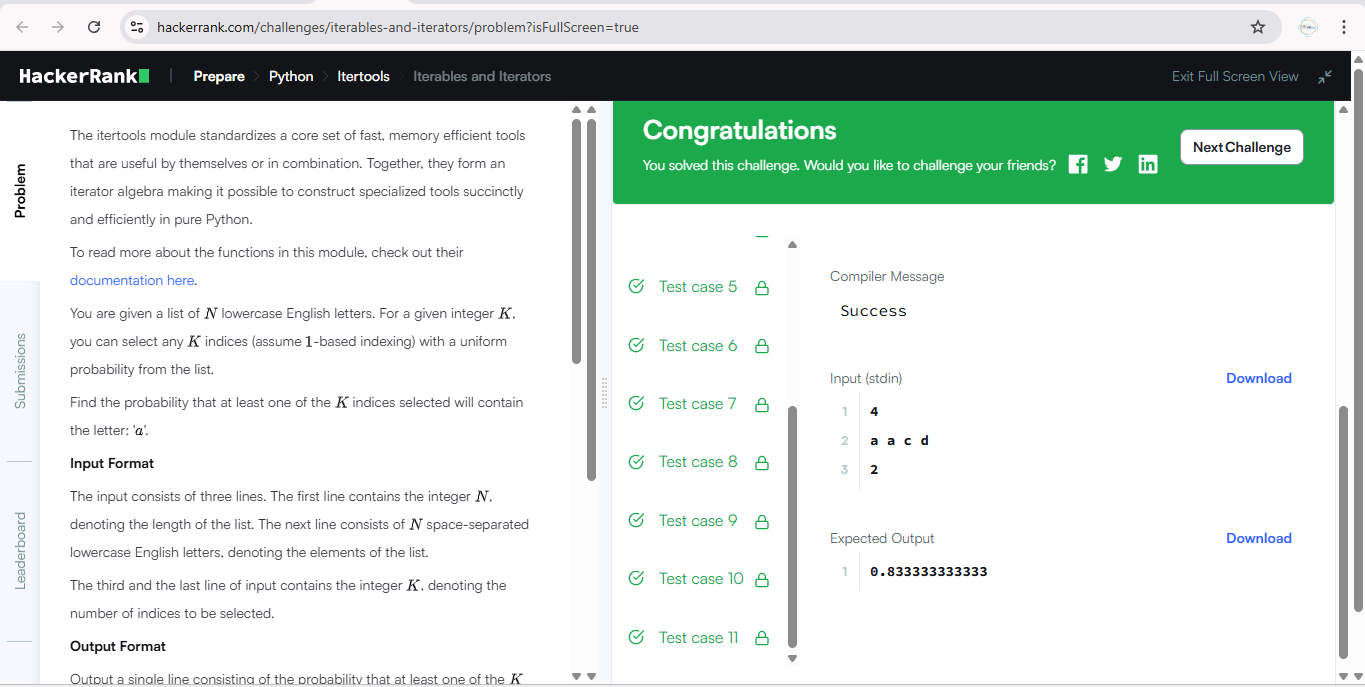 hackerrank.com/challenges/iterables-and-iterators/problem?isFullScreen=true
HackerRank | Prepare > Python > Itertools > Iterables and Iterators
Exit Full Screen View
Problem
Submissions
Leaderboard
The itertools module standardizes a core set of fast, memory efficient tools
that are useful by themselves or in combination. Together, they form an
iterator algebra making it possible to construct specialized tools succinctly
and efficiently in pure Python.
To read more about the functions in this module, check out their
documentation here.
You are given a list of N lowercase English letters. For a given integer K,
you can select any K indices (assume 1-based indexing) with a uniform
probability from the list.
Find the probability that at least one of the K indices selected will contain
the letter: 'a'.
Input Format
The input consists of three lines. The first line contains the integer N,
denoting the length of the list. The next line consists of N space-separated
lowercase English letters, denoting the elements of the list.
The third and the last line of input contains the integer K, denoting the
number of indices to be selected.
Output Format
Output a single line consisting of the probability that at least one of the K
Congratulations
You solved this challenge. Would you like to challenge your friends?
Next Challenge
Test case 5
Test case 6
Test case 7
Test case 8
Test case 9
Test case 10
Test case 11
Compiler Message
Success
Input (stdin)
Download
1 4
2 a a c d
3 2
Expected Output
Download
1 0.833333333333